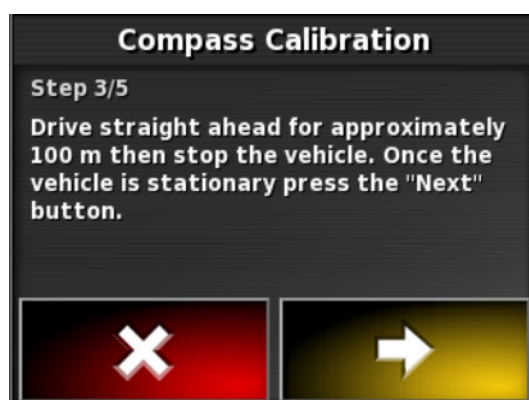 Compass Calibration
Step 3/5
Drive straight ahead for approximately
100 m then stop the vehicle. Once the
vehicle is stationary press the "Next"
button.